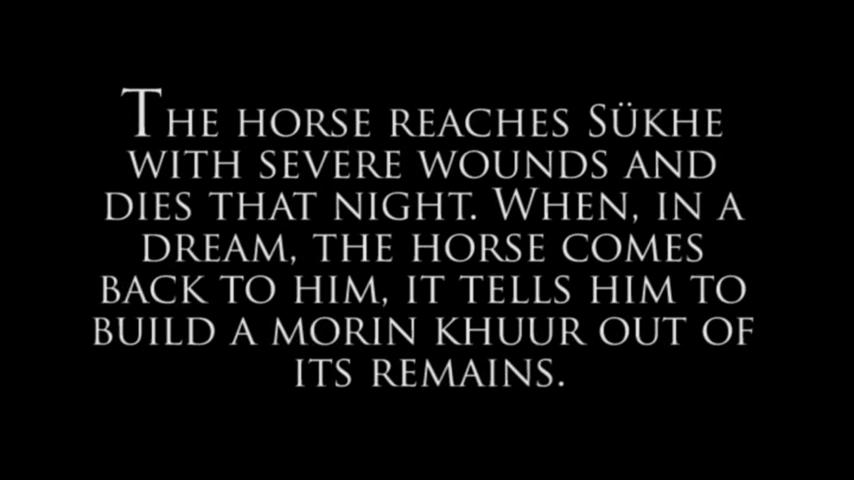 The horse reaches Sükhe
with severe wounds and
dies that night. When, in a
dream, the horse comes
back to him, it tells him to
build a morin khuur out of
its remains.